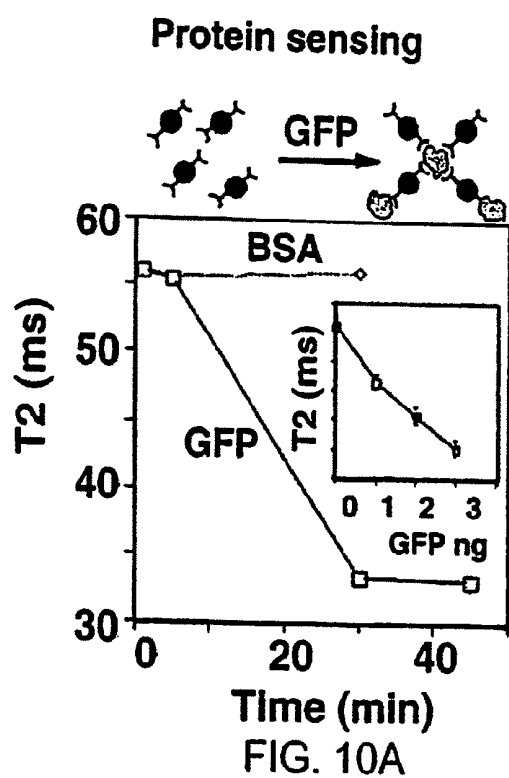 Protein sensing
GFP
60
BSA
50
T2 (ms)
GFP
T2 (ms)
40
0 1 2 3
GFP ng
30
0 20 40
Time (min)
FIG. 10A